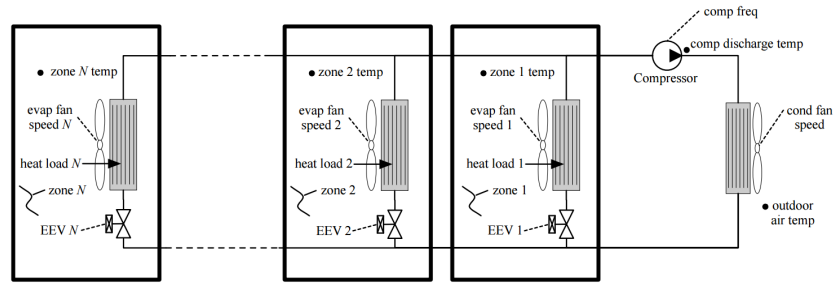 comp freq
comp discharge temp
Compressor
zone N temp
zone 2 temp
zone 1 temp
evap fan
speed N
evap fan
speed 2
evap fan
speed 1
cond fan
speed
heat load N
heat load 2
heat load 1
zone N
zone 2
zone 1
outdoor
air temp
EEV N
EEV 2
EEV 1